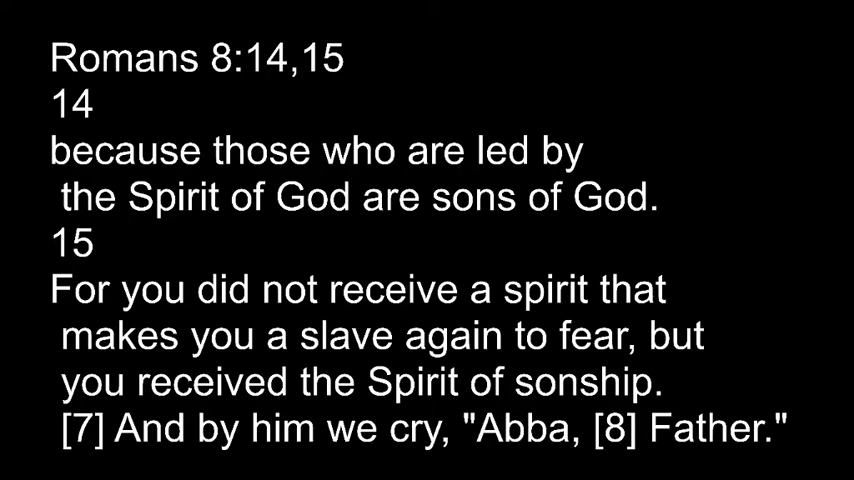 Romans 8:14,15
14
because those who are led by
the Spirit of God are sons of God.
15
For you did not receive a spirit that
makes you a slave again to fear, but
you received the Spirit of sonship.
[7] And by him we cry, "Abba, [8] Father."